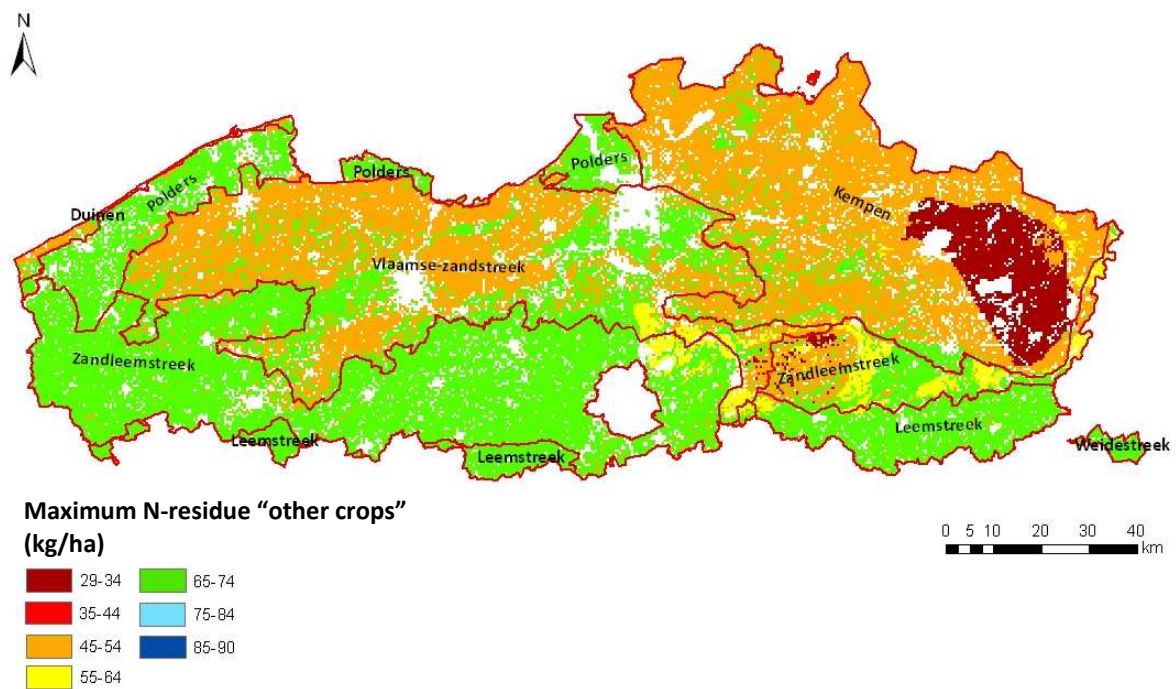 N
Polders
Polders
Polders
Duinen
Kempen
Vlaamse-zandstreek
Zandleemstreek
Zandleemstreek
Leemstreek
Leemstreek
Leemstreek
Weidestreek
Maximum N-residue “other crops”
(kg/ha)
29-34
65-74
35-44
75-84
45-54
85-90
55-64
0 5 10 20 30 40
km